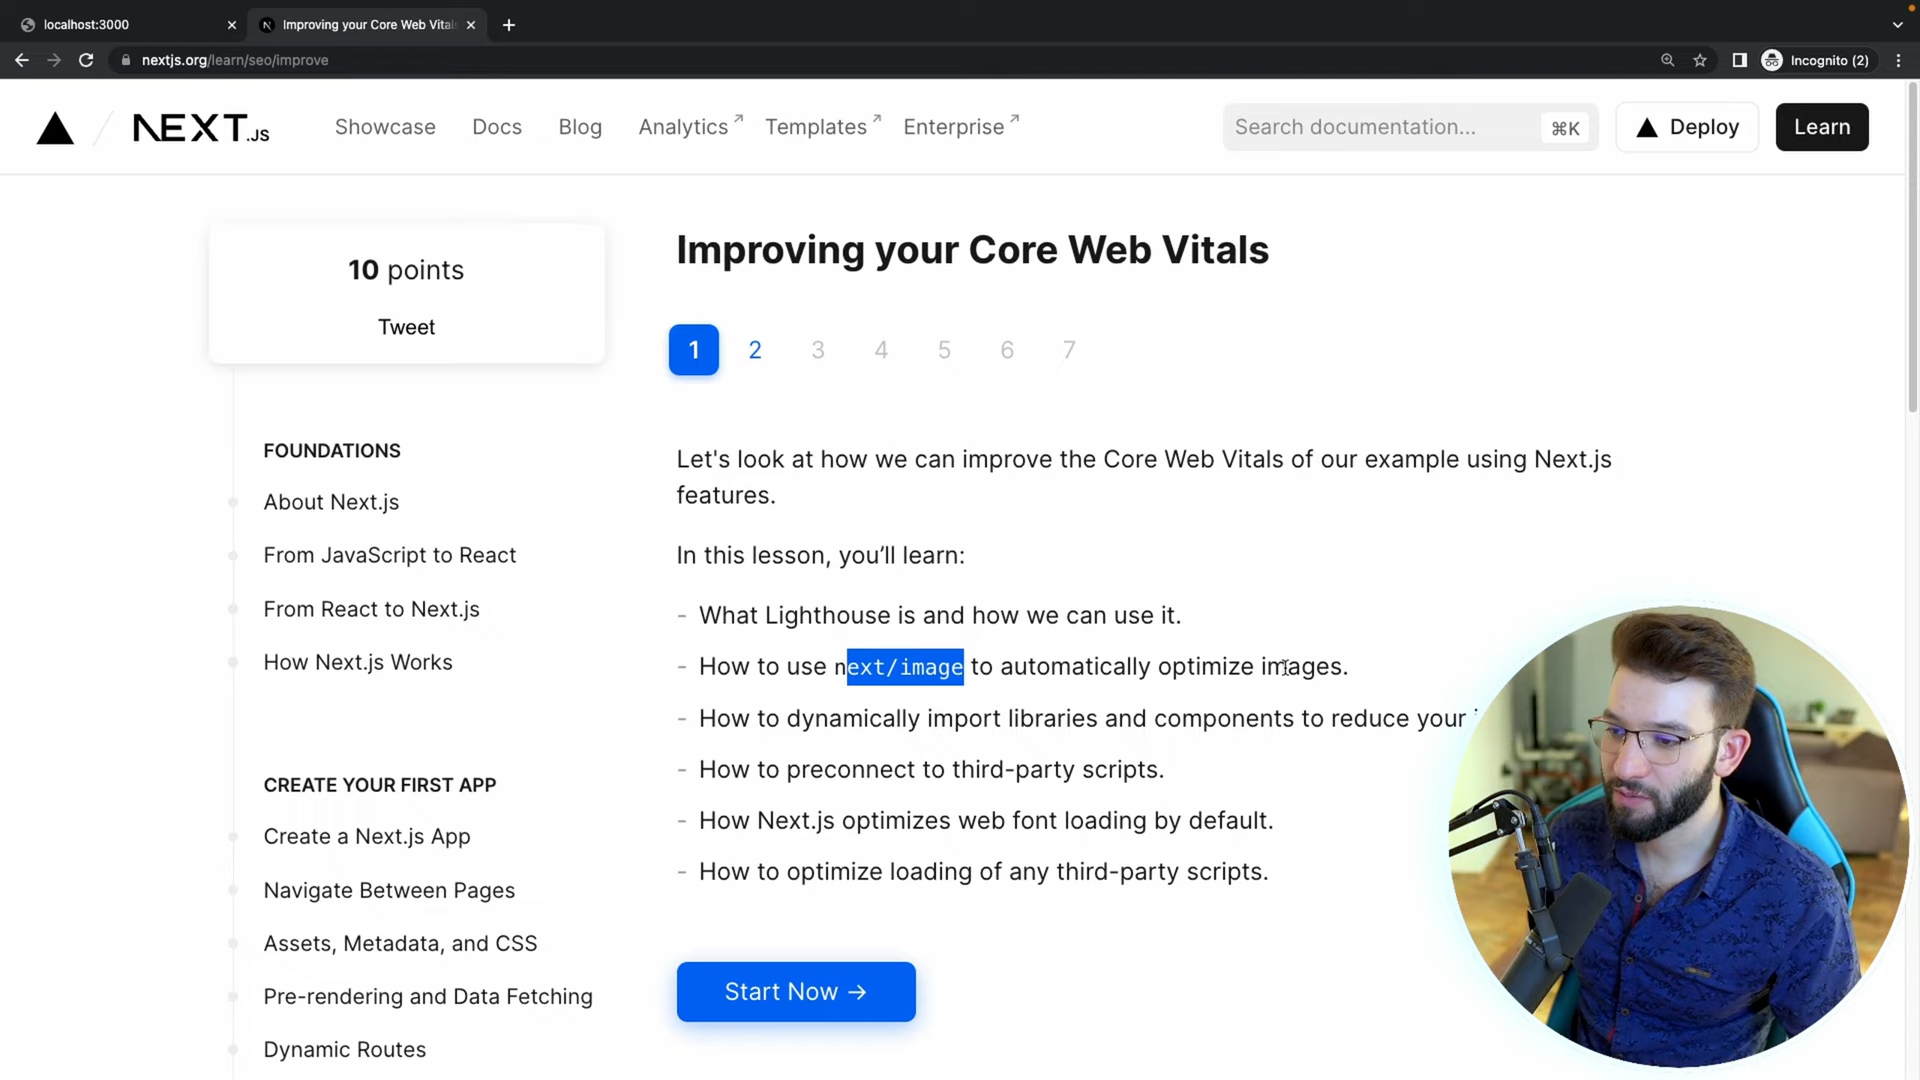 localhost:3000
Improving your Core Web Vital
nextjs.org/learn/seo/improve
Incognito (2)
NEXT.JS
Showcase
Docs
Blog
Analytics
Templates
Enterprise
Search documentation...
⌘K
Deploy
Learn
10 points
Tweet
FOUNDATIONS
About Next.js
From JavaScript to React
From React to Next.js
How Next.js Works
CREATE YOUR FIRST APP
Create a Next.js App
Navigate Between Pages
Assets, Metadata, and CSS
Pre-rendering and Data Fetching
Dynamic Routes
Improving your Core Web Vitals
1 2 3 4 5 6 7
Let's look at how we can improve the Core Web Vitals of our example using Next.js
features.
In this lesson, you’ll learn:
- What Lighthouse is and how we can use it.
- How to use next/image to automatically optimize images.
- How to dynamically import libraries and components to reduce your
- How to preconnect to third-party scripts.
- How Next.js optimizes web font loading by default.
- How to optimize loading of any third-party scripts.
Start Now →